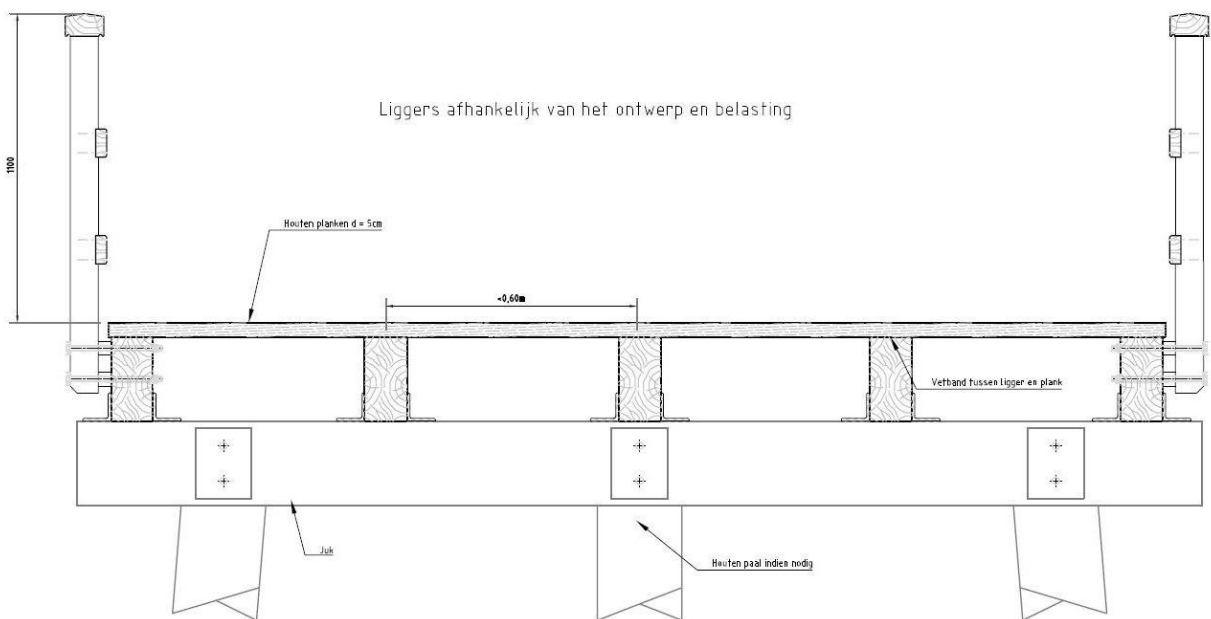 Liggers afhankelijk van het ontwerp en belasting
1100
Houten planken d = 5cm
<0,60m
Vetband tussen ligger en plank
Juk
Houten paal indien nodig